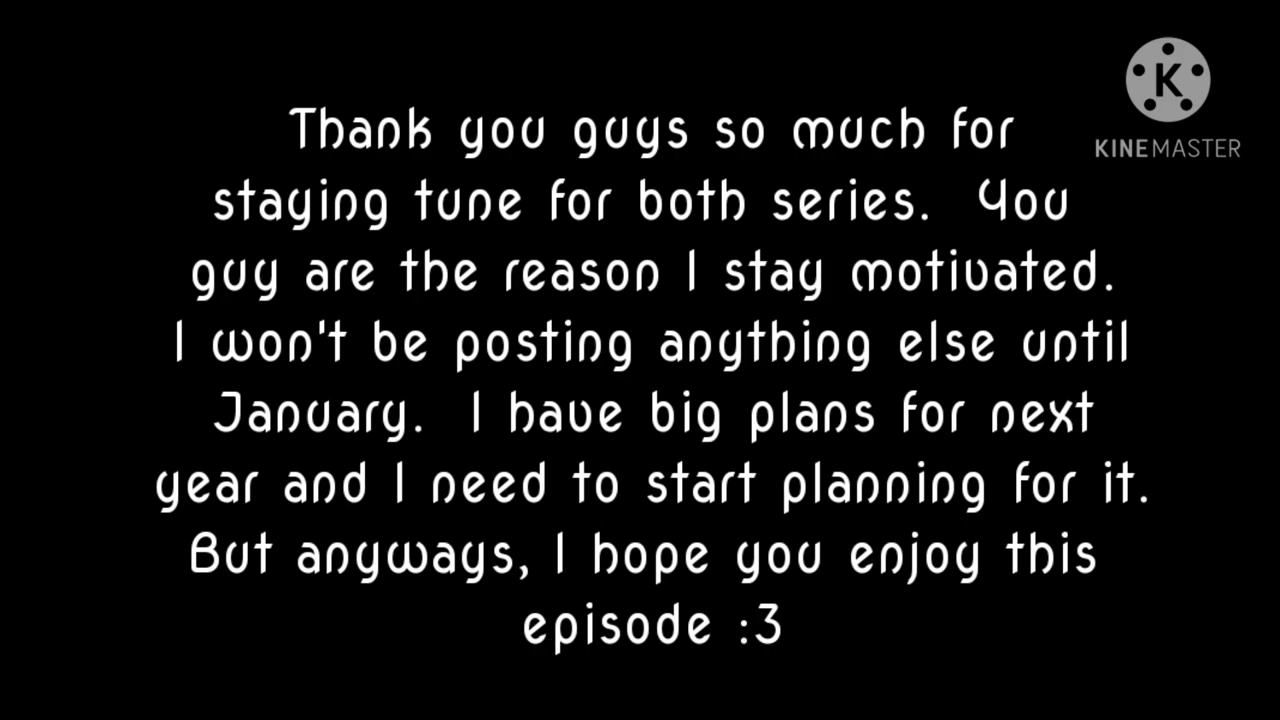 K
KINEMASTER
Thank you guys so much for
staying tune for both series.  You
guy are the reason I stay motivated.
I won't be posting anything else until
January.  I have big plans for next
year and I need to start planning for it.
But anyways, I hope you enjoy this
episode :3